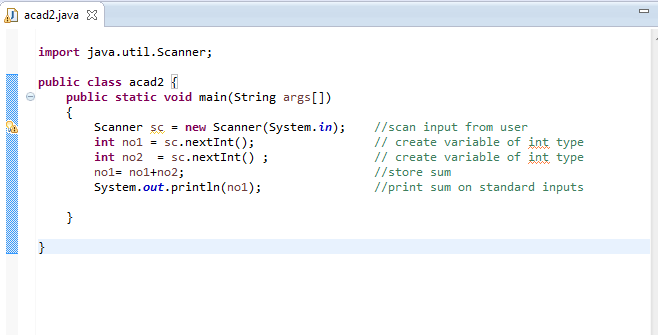 acad2.java
import java.util.Scanner;
public class acad2 {
public static void main(String args[])
{
Scanner sc = new Scanner(System.in); //scan input from user
int no1 = sc.nextInt(); // create variable of int type
int no2  = sc.nextInt() ; // create variable of int type
no1= no1+no2; //store sum
System.out.println(no1); //print sum on standard inputs
}
}